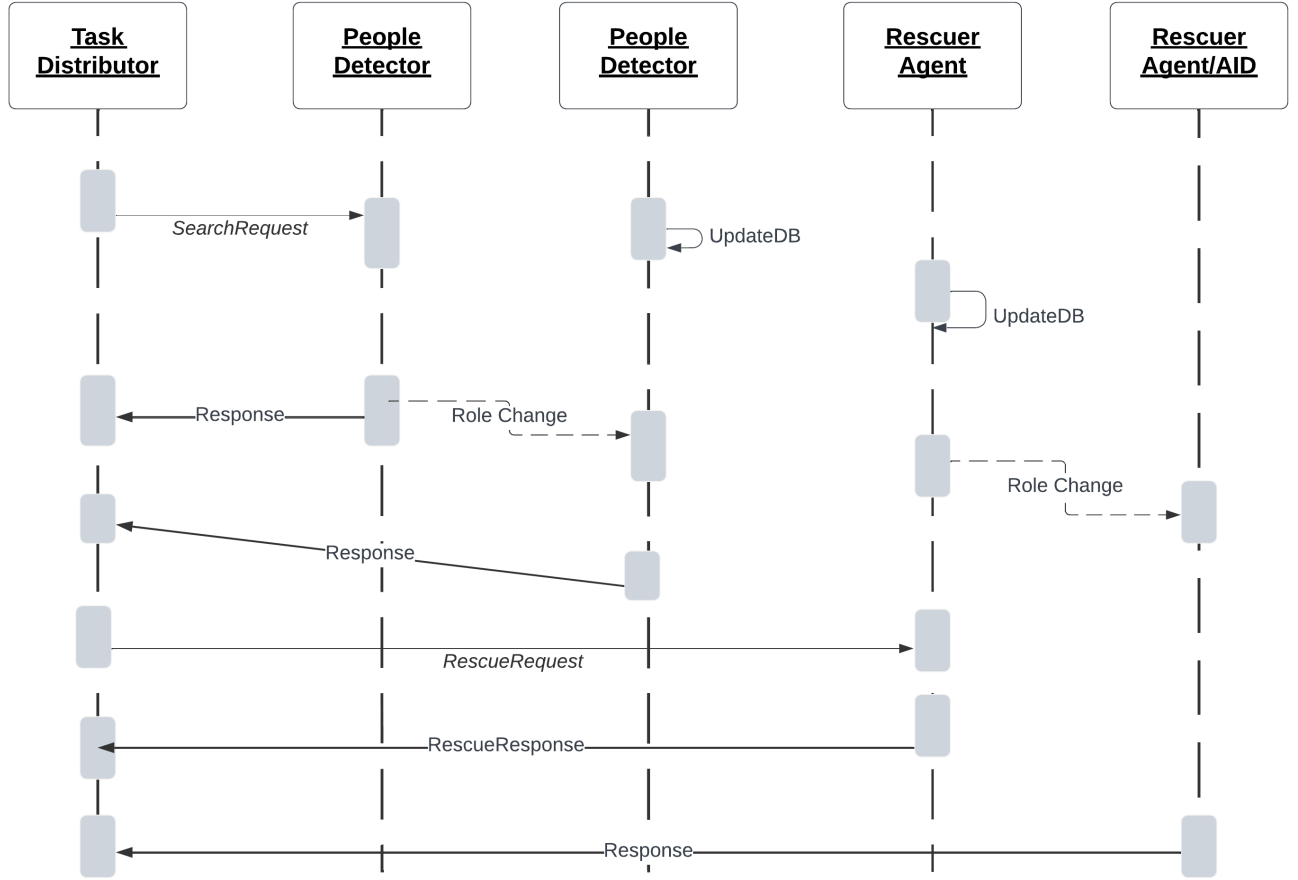 Task
Distributor
People
Detector
People
Detector
Rescuer
Agent
Rescuer
Agent/AID
SearchRequest
UpdateDB
UpdateDB
Response
Role Change
Role Change
Response
RescueRequest
RescueResponse
Response